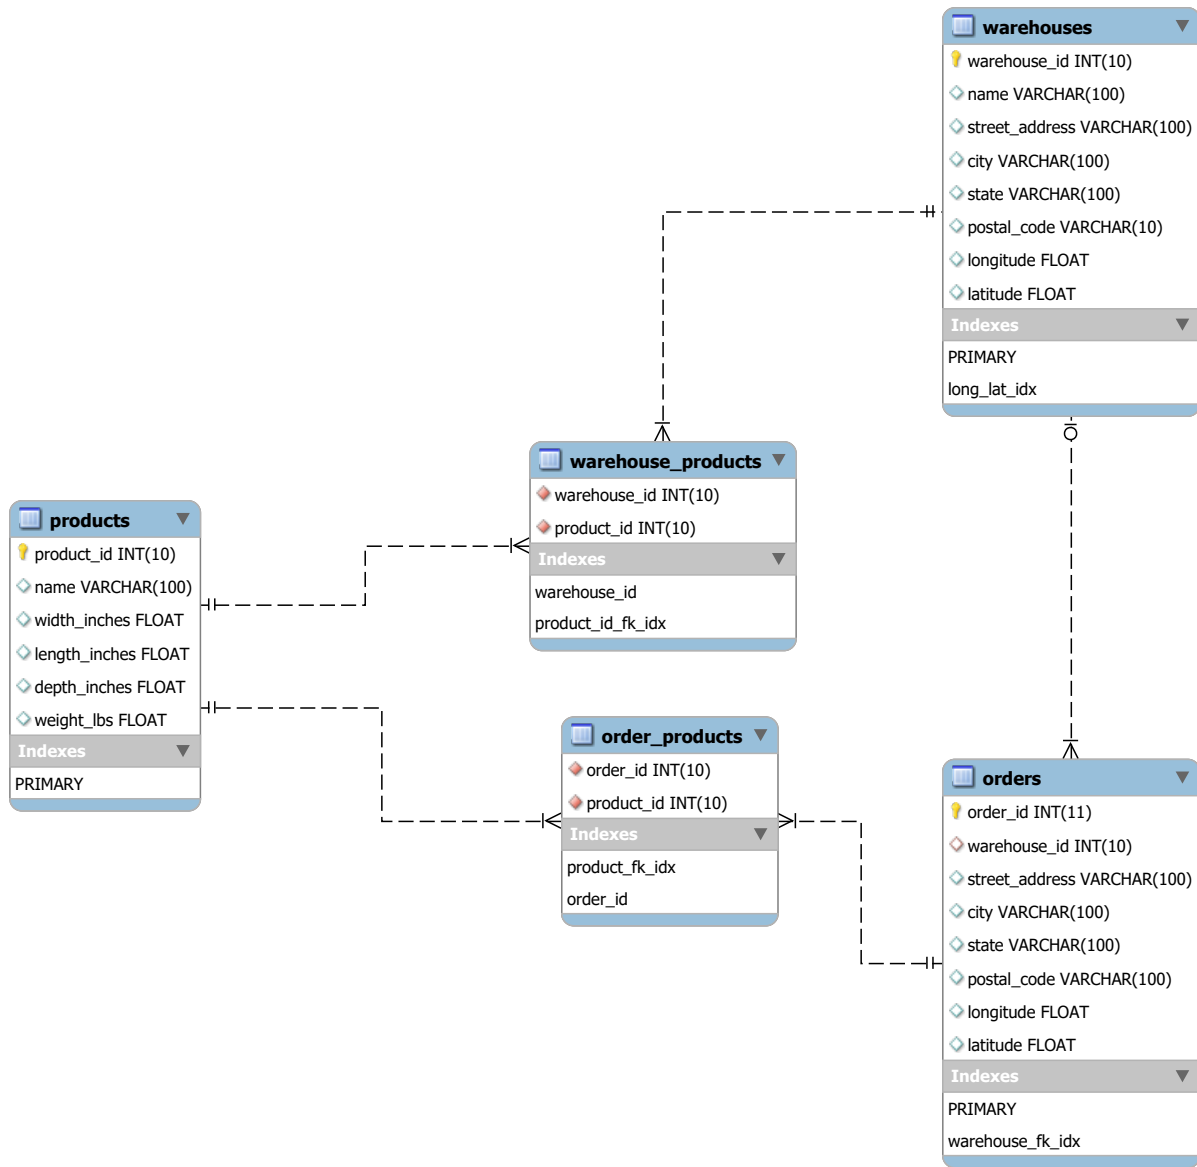 warehouses
warehouse_id INT(10)
name VARCHAR(100)
street_address VARCHAR(100)
city VARCHAR(100)
state VARCHAR(100)
postal_code VARCHAR(10)
longitude FLOAT
latitude FLOAT
Indexes
PRIMARY
long_lat_idx
warehouse_products
warehouse_id INT(10)
product_id INT(10)
Indexes
warehouse_id
product_id_fk_idx
products
product_id INT(10)
name VARCHAR(100)
width_inches FLOAT
length_inches FLOAT
depth_inches FLOAT
weight_lbs FLOAT
Indexes
PRIMARY
order_products
order_id INT(10)
product_id INT(10)
Indexes
product_fk_idx
order_id
orders
order_id INT(11)
warehouse_id INT(10)
street_address VARCHAR(100)
city VARCHAR(100)
state VARCHAR(100)
postal_code VARCHAR(100)
longitude FLOAT
latitude FLOAT
Indexes
PRIMARY
warehouse_fk_idx